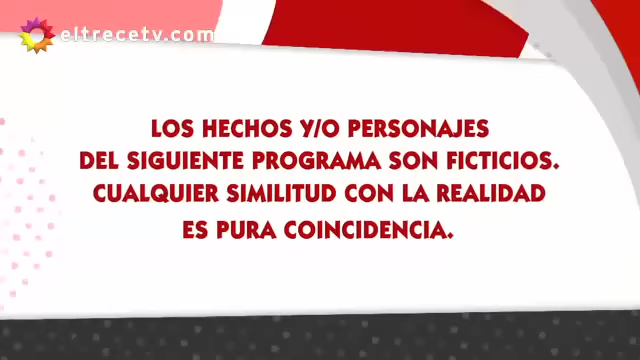 eltrecetv.com
LOS HECHOS Y/O PERSONAJES
DEL SIGUIENTE PROGRAMA SON FICTICIOS.
CUALQUIER SIMILITUD CON LA REALIDAD
ES PURA COINCIDENCIA.